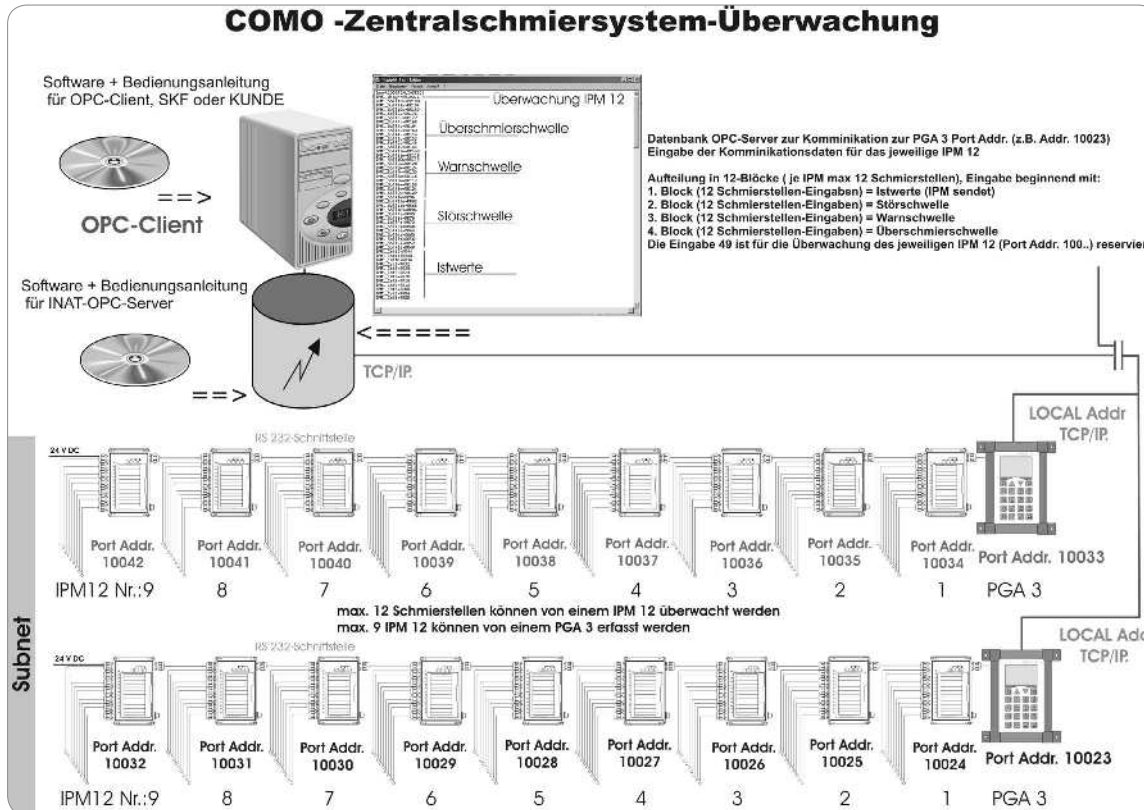 COMO -Zentralschmiersystem-Überwachung
Software + Bedienungsanleitung
für OPC-Client, SKF oder KUNDE
==>
OPC-Client
Software + Bedienungsanleitung
für INAT-OPC-Server
==>
Überwachung IPM 12
Überschmierschwelle
Warnschwelle
Störschwelle
Istwerte
<=====
TCP/IP.
Datenbank OPC-Server zur Komminikation zur PGA 3 Port Addr. (z.B. Addr. 10023)
Eingabe der Komminikationsdaten für das jeweilige IPM 12
Aufteilung in 12-Blöcke ( je IPM max 12 Schmierstellen), Eingabe beginnend mit:
1. Block (12 Schmierstellen-Eingaben) = Istwerte (IPM sendet)
2. Block (12 Schmierstellen-Eingaben) = Störschwelle
3. Block (12 Schmierstellen-Eingaben) = Warnschwelle
4. Block (12 Schmierstellen-Eingaben) = Überschmierschwelle
Die Eingabe 49 ist für die Überwachung des jeweiligen IPM 12 (Port Addr. 100..) reservier
LOCAL Addr
TCP/IP.
Subnet
RS 232-Schnittstelle
24 V DC
Port Addr. 10042
Port Addr. 10041
Port Addr. 10040
Port Addr. 10039
Port Addr. 10038
Port Addr. 10037
Port Addr. 10036
Port Addr. 10035
Port Addr. 10034
Port Addr. 10033
IPM12 Nr.:9 8 7 6 5 4 3 2 1 PGA 3
max. 12 Schmierstellen können von einem IPM 12 überwacht werden
max. 9 IPM 12 können von einem PGA 3 erfasst werden
LOCAL Add
TCP/IP.
RS 232-Schnittstelle
24 V DC
Port Addr. 10032
Port Addr. 10031
Port Addr. 10030
Port Addr. 10029
Port Addr. 10028
Port Addr. 10027
Port Addr. 10026
Port Addr. 10025
Port Addr. 10024
Port Addr. 10023
IPM12 Nr.:9 8 7 6 5 4 3 2 1 PGA 3